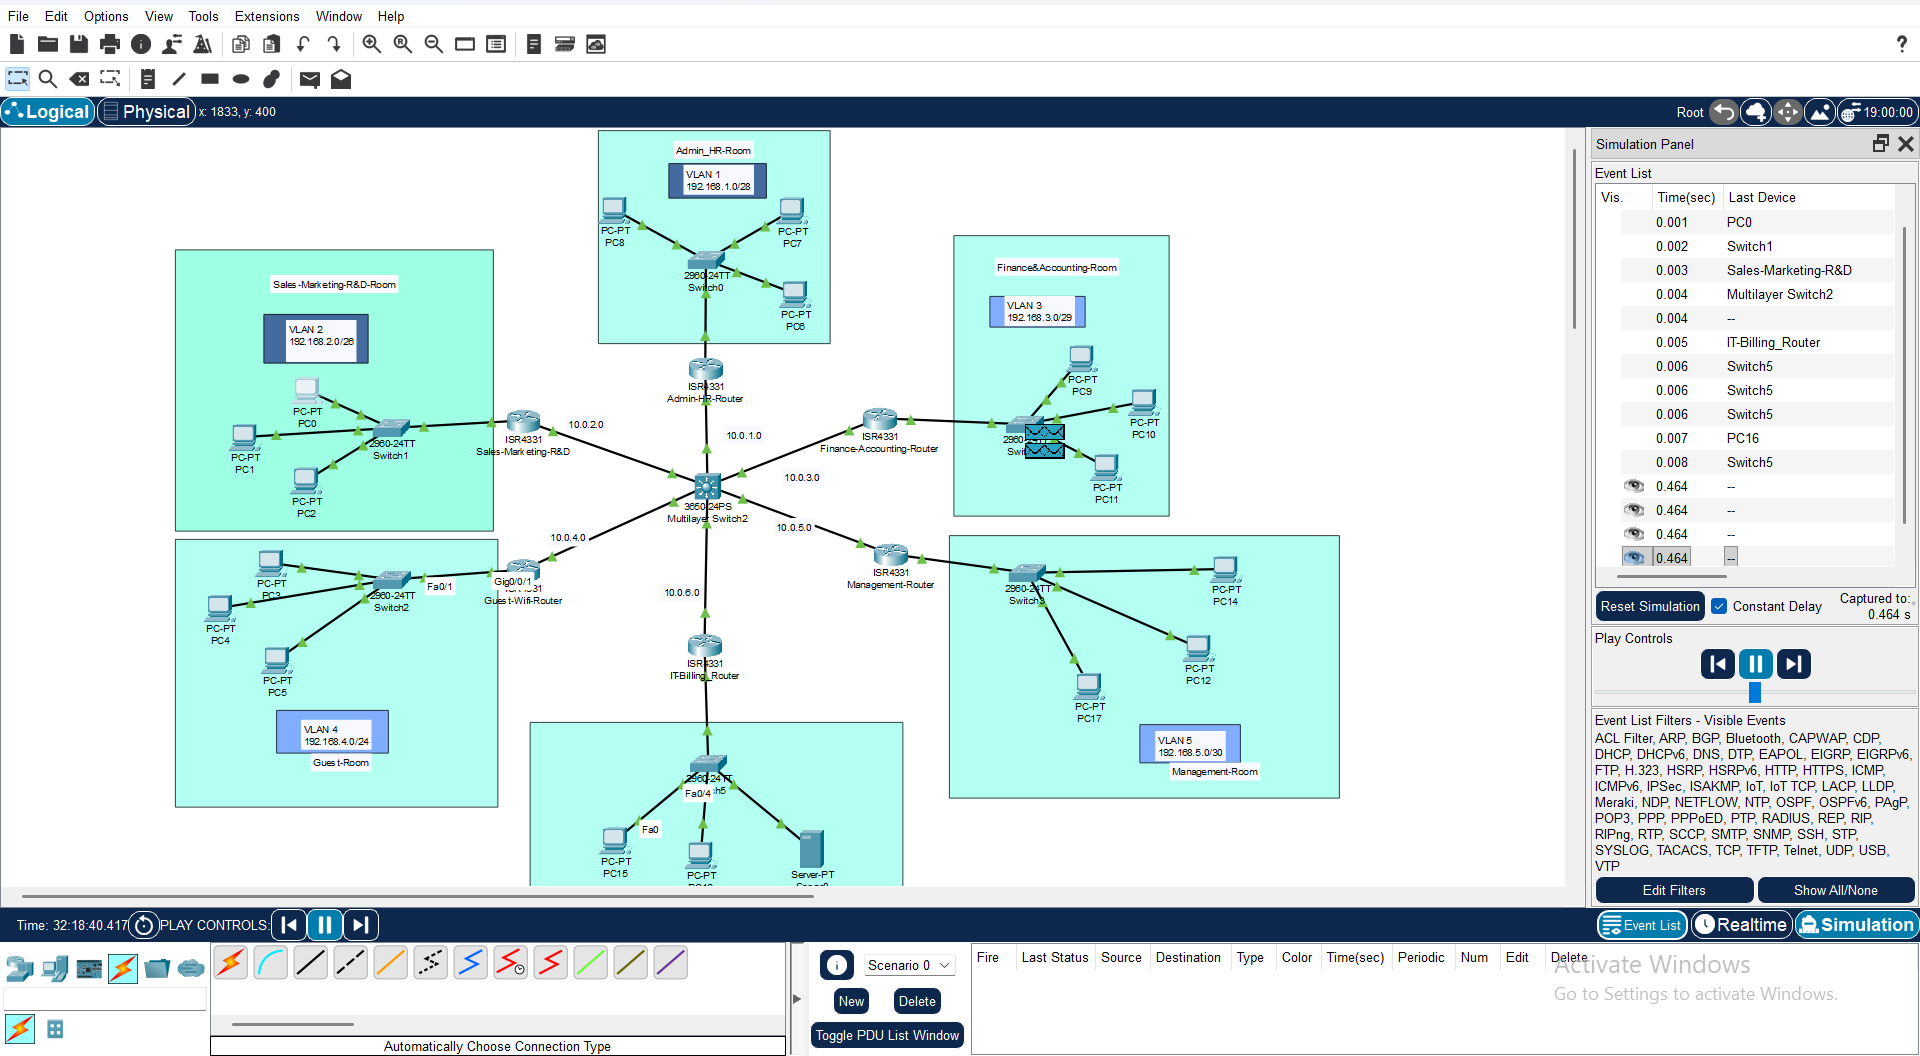 File Edit Options View Tools Extensions Window Help
?
Logical Physical x: 1833, y: 400 Root 19:00:00
Admin_HR-Room
VLAN 1
192.168.1.0/28
PC-PT
PC8
PC-PT
PC7
2960-24TT
Switch0
PC-PT
PC6
ISR4331
Admin-HR-Router
Sales-Marketing-R&D-Room
VLAN 2
192.168.2.0/26
PC-PT
PC0
PC-PT
PC1
PC-PT
PC2
2960-24TT
Switch1
ISR4331
Sales-Marketing-R&D
10.0.2.0
10.0.1.0
Finance&Accounting-Room
VLAN 3
192.168.3.0/29
PC-PT
PC9
PC-PT
PC10
PC-PT
PC11
ISR4331
Finance-Accounting-Router
10.0.3.0
3650-24PS
Multilayer Switch2
10.0.4.0
10.0.5.0
10.0.6.0
PC-PT
PC3
PC-PT
PC4
PC-PT
PC5
2960-24TT
Switch2
Fa0/1
Gig0/0/1
Guest-Wifi-Router
VLAN 4
192.168.4.0/24
Guest-Room
ISR4331
Management-Router
2960-24TT
PC-PT
PC14
PC-PT
PC12
PC-PT
PC17
VLAN 5
192.168.5.0/30
Management-Room
ISR4331
IT-Billing_Router
2960-24TT
Fa0/4
Fa0
PC-PT
PC15
PC-PT
Server-PT
Simulation Panel
Event List
Vis. Time(sec) Last Device
0.001 PC0
0.002 Switch1
0.003 Sales-Marketing-R&D
0.004 Multilayer Switch2
0.004 --
0.005 IT-Billing_Router
0.006 Switch5
0.006 Switch5
0.006 Switch5
0.007 PC16
0.008 Switch5
0.464 --
0.464 --
0.464 --
0.464 --
Reset Simulation Constant Delay Captured to:
0.464 s
Play Controls
Event List Filters - Visible Events
ACL Filter, ARP, BGP, Bluetooth, CAPWAP, CDP,
DHCP, DHCPv6, DNS, DTP, EAPOL, EIGRP, EIGRPv6,
FTP, H.323, HSRP, HSRPv6, HTTP, HTTPS, ICMP,
ICMPv6, IPSec, ISAKMP, IoT, IoT TCP, LACP, LLDP,
Meraki, NDP, NETFLOW, NTP, OSPF, OSPFv6, PAgP,
POP3, PPP, PPPoED, PTP, RADIUS, REP, RIP,
RIPng, RTP, SCCP, SMTP, SNMP, SSH, STP,
SYSLOG, TACACS, TCP, TFTP, Telnet, UDP, USB,
VTP
Edit Filters Show All/None
Time: 32:18:40.417 PLAY CONTROLS: Event List Realtime Simulation
Scenario 0
New Delete
Toggle PDU List Window
Fire Last Status Source Destination Type Color Time(sec) Periodic Num Edit Delete
Activate Windows
Go to Settings to activate Windows.
Automatically Choose Connection Type